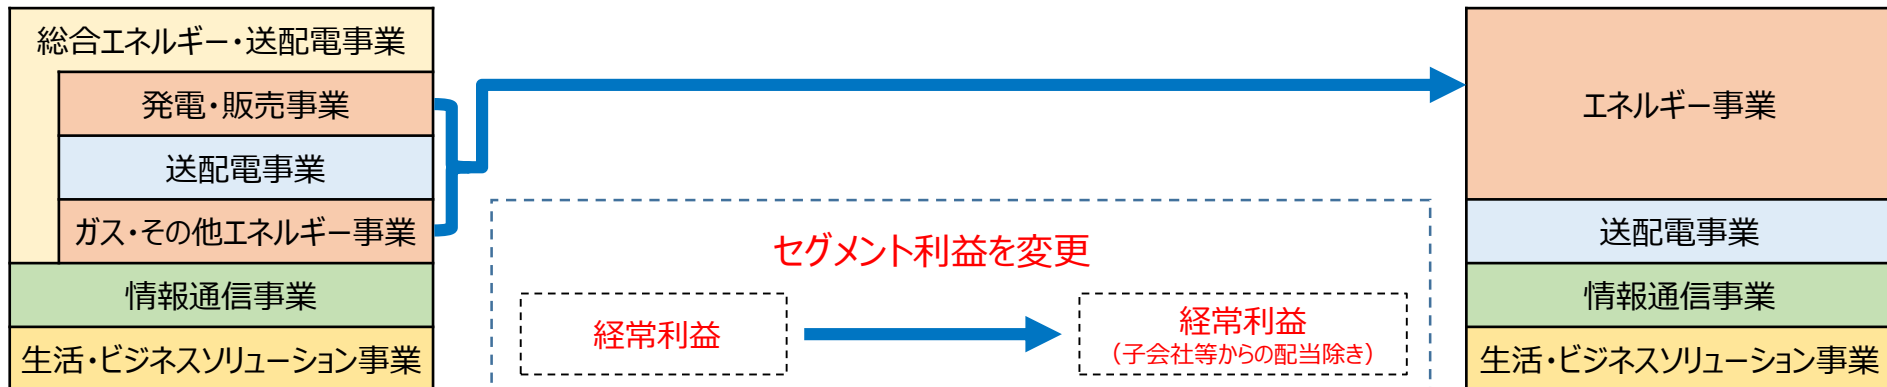 総合エネルギー・送配電事業
発電・販売事業
送配電事業
ガス・その他エネルギー事業
情報通信事業
生活・ビジネスソリューション事業
セグメント利益を変更
経常利益
経常利益
（子会社等からの配当除き）
エネルギー事業
送配電事業
情報通信事業
生活・ビジネスソリューション事業